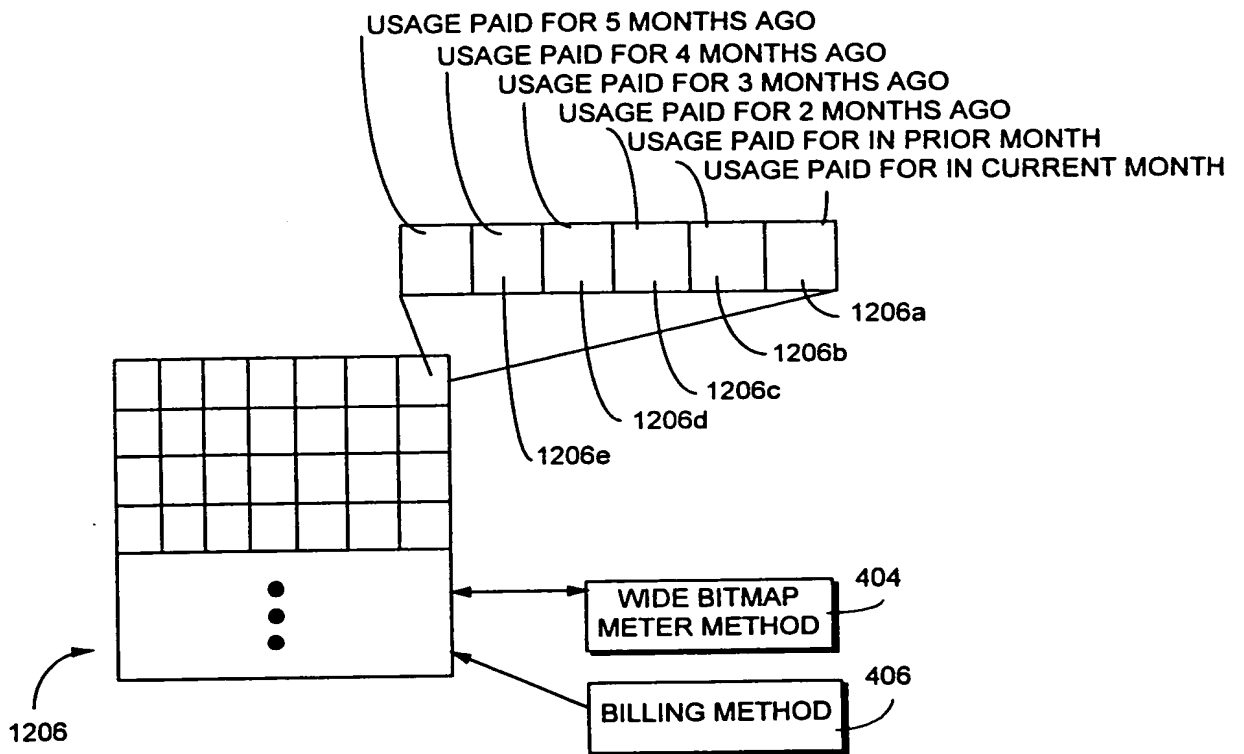 USAGE PAID FOR 5 MONTHS AGO
USAGE PAID FOR 4 MONTHS AGO
USAGE PAID FOR 3 MONTHS AGO
USAGE PAID FOR 2 MONTHS AGO
USAGE PAID FOR IN PRIOR MONTH
USAGE PAID FOR IN CURRENT MONTH
1206a
1206b
1206c
1206d
1206e
WIDE BITMAP
METER METHOD
404
BILLING METHOD
406
1206